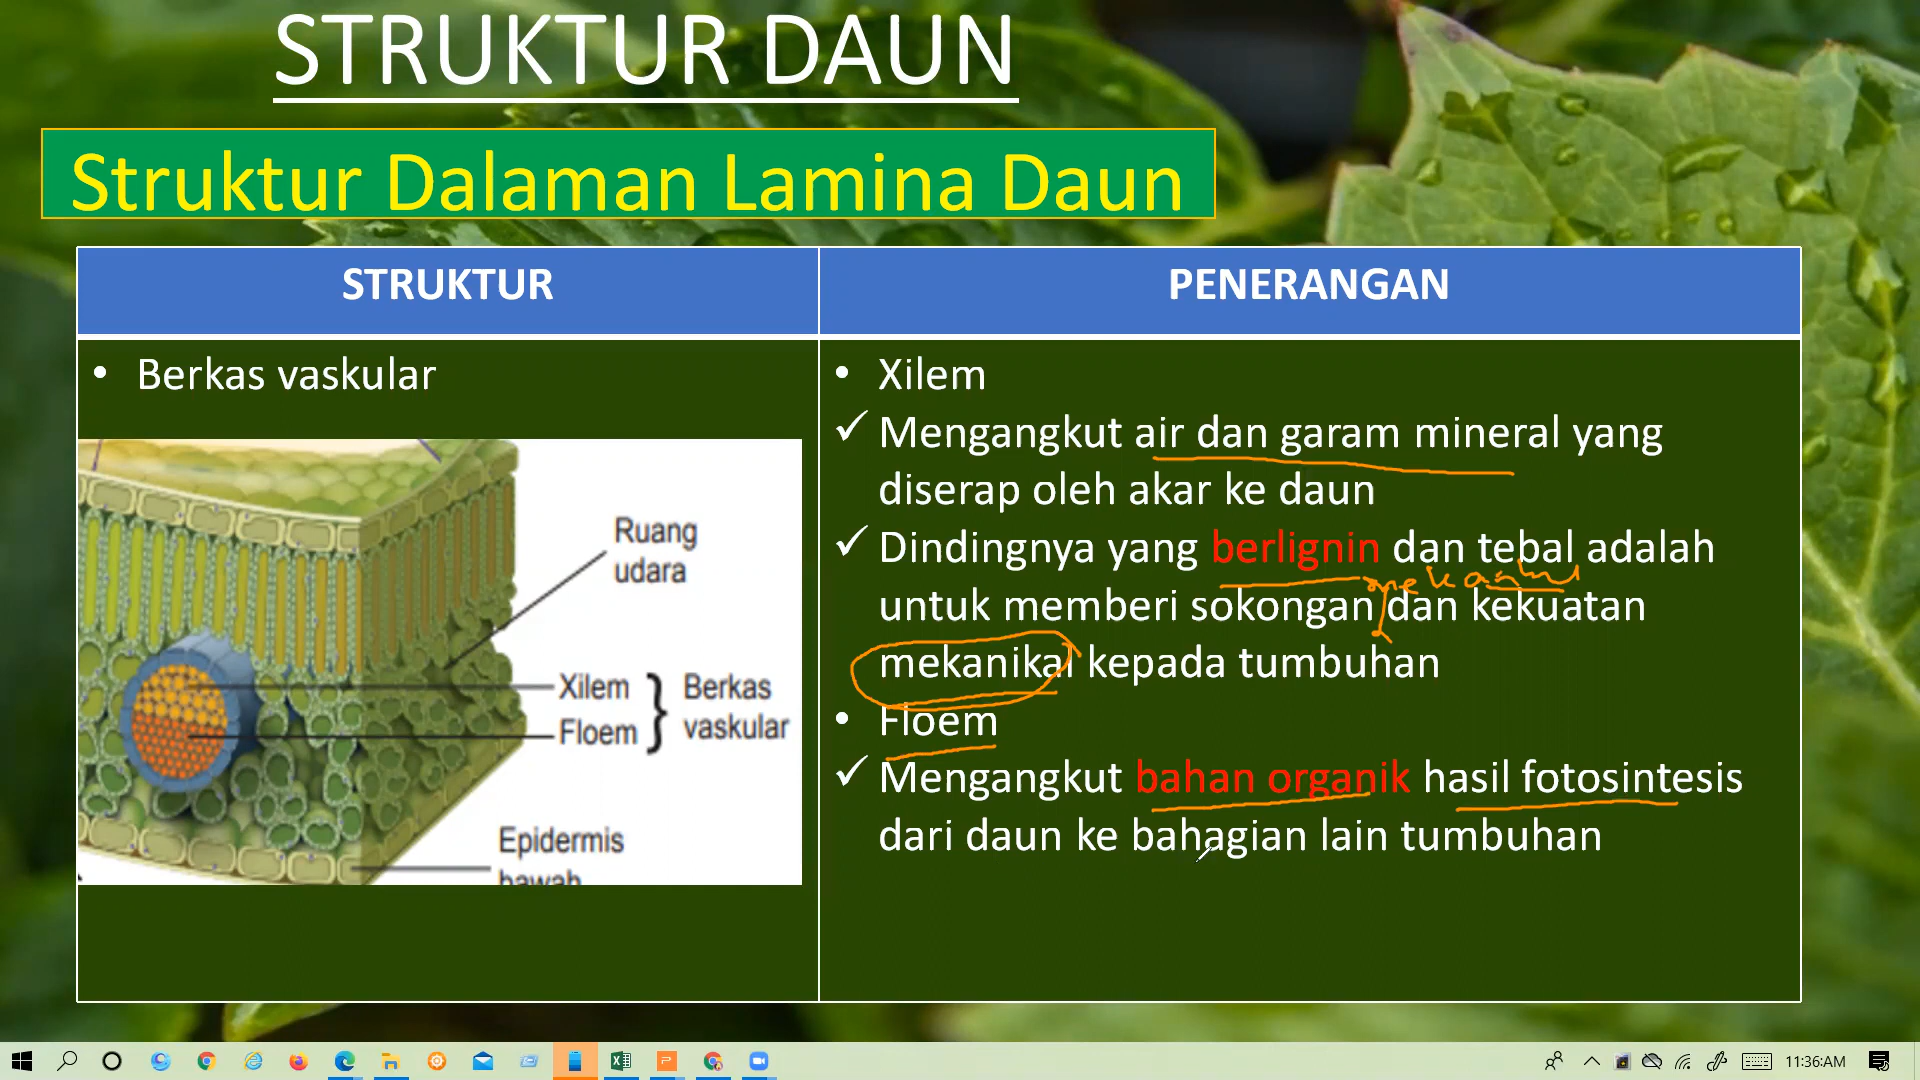 STRUKTUR DAUN
Struktur Dalaman Lamina Daun
STRUKTUR
PENERANGAN
• Berkas vaskular
Ruang
udara
Xilem
Floem
Berkas
vaskular
Epidermis
bawah
• Xilem
✓ Mengangkut air dan garam mineral yang
diserap oleh akar ke daun
✓ Dindingnya yang berlignin dan tebal adalah
mekanikal
untuk memberi sokongan dan kekuatan
mekanikal kepada tumbuhan
• Floem
✓ Mengangkut bahan organik hasil fotosintesis
dari daun ke bahagian lain tumbuhan
11:36 AM